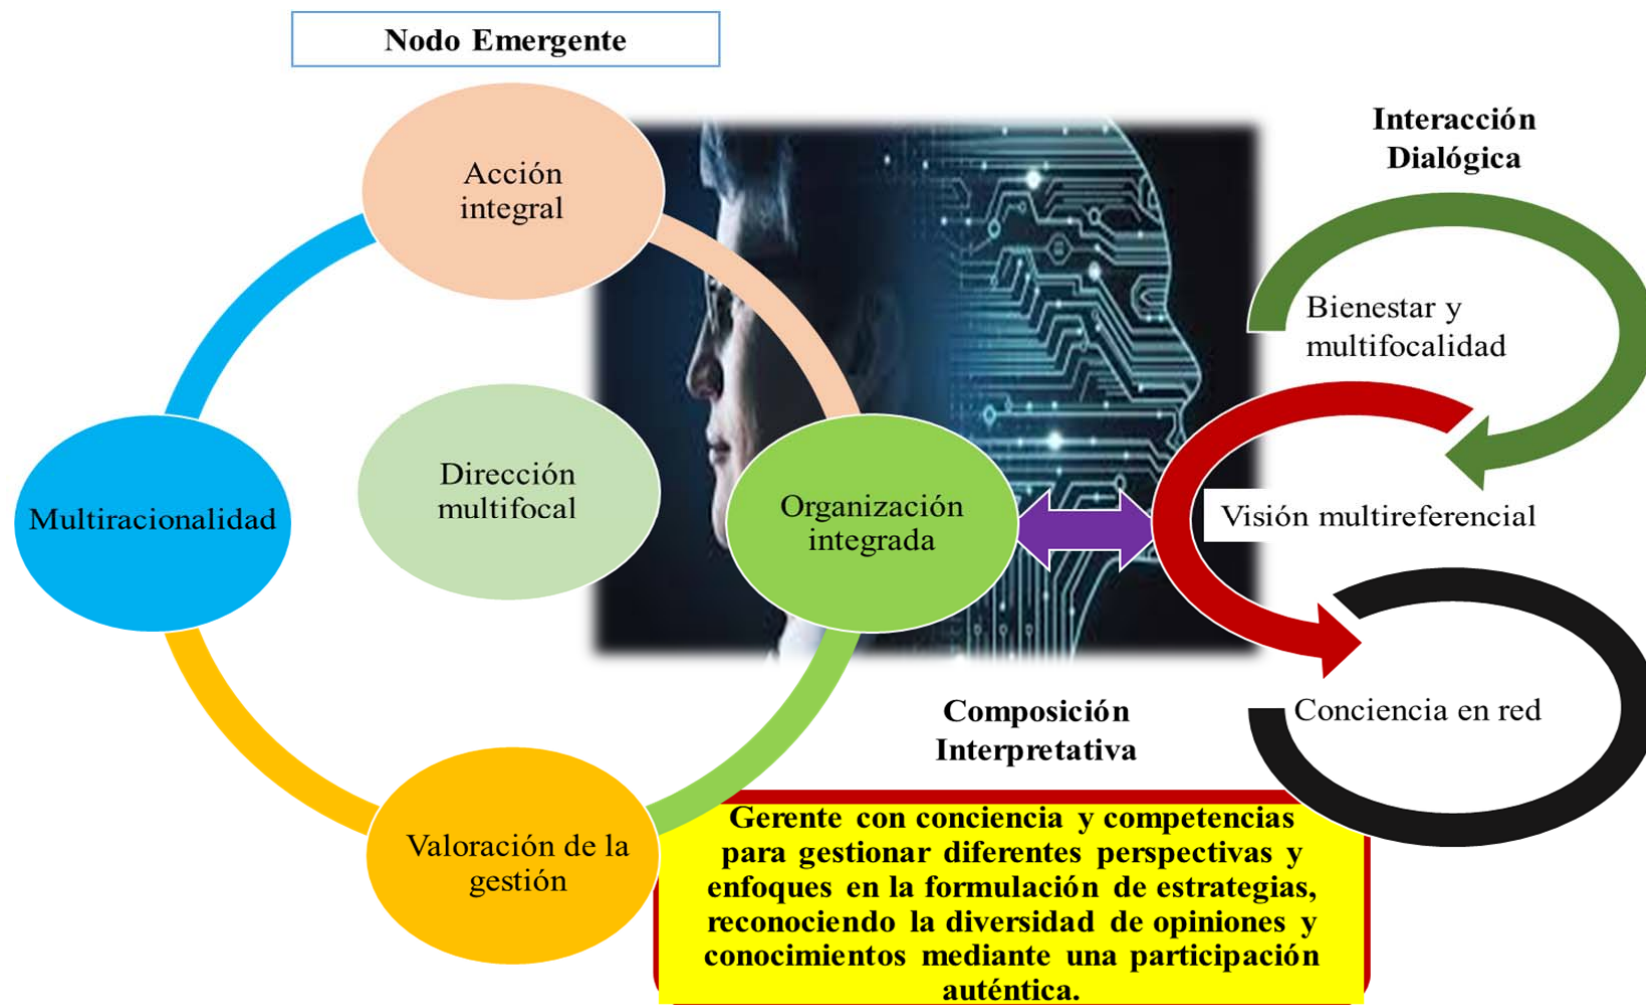 Nodo Emergente
Acción
integral
Multiracionalidad
Dirección
multifocal
Organización
integrada
Valoración de la
gestión
Interacción
Dialógica
Bienestar y
multifocalidad
Visión multireferencial
Conciencia en red
Composición
Interpretativa
Gerente con conciencia y competencias
para gestionar diferentes perspectivas y
enfoques en la formulación de estrategias,
reconociendo la diversidad de opiniones y
conocimientos mediante una participación
auténtica.